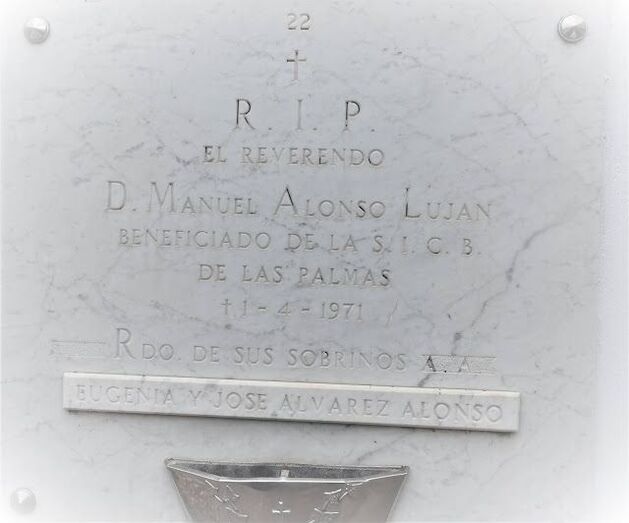 22
R. I. P.
EL REVERENDO
D. MANUEL ALONSO LUJAN
BENEFICIADO DE LA S. I. C. B.
DE LAS PALMAS
†1-4-1971
RDO. DE SUS SOBRINOS A. A.
EUGENIA Y JOSE ALVAREZ ALONSO